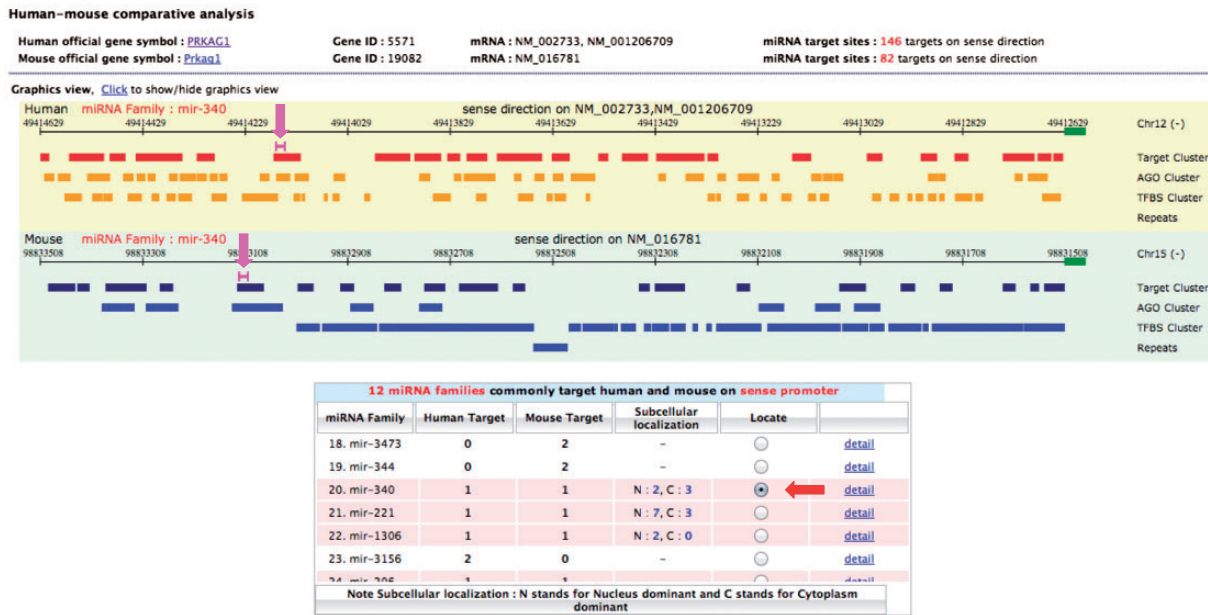 Human-mouse comparative analysis
Human official gene symbol : PRKAG1 Gene ID : 5571 mRNA : NM_002733, NM_001206709 miRNA target sites : 146 targets on sense direction
Mouse official gene symbol : Prkag1 Gene ID : 19082 mRNA : NM_016781 miRNA target sites : 82 targets on sense direction
Graphics view, Click to show/hide graphics view
Human miRNA Family : mir-340 sense direction on NM_002733,NM_001206709
49414629 49414429 49414229 49414029 49413829 49413629 49413429 49413229 49413029 49412829 49412629 Chr12 (-)
Target Cluster
AGO Cluster
TFBS Cluster
Repeats
Mouse miRNA Family : mir-340 sense direction on NM_016781
98833508 98833308 98833108 98832908 98832708 98832508 98832308 98832108 98831908 98831708 98831508 Chr15 (-)
Target Cluster
AGO Cluster
TFBS Cluster
Repeats
12 miRNA families commonly target human and mouse on sense promoter
miRNA Family Human Target Mouse Target Subcellular localization Locate
18. mir-3473 0 2 - detail
19. mir-344 0 2 - detail
20. mir-340 1 1 N : 2, C : 3 detail
21. mir-221 1 1 N : 7, C : 3 detail
22. mir-1306 1 1 N : 2, C : 0 detail
23. mir-3156 2 0 - detail
24. mir-206 1 1 detail
Note Subcellular localization : N stands for Nucleus dominant and C stands for Cytoplasm
dominant